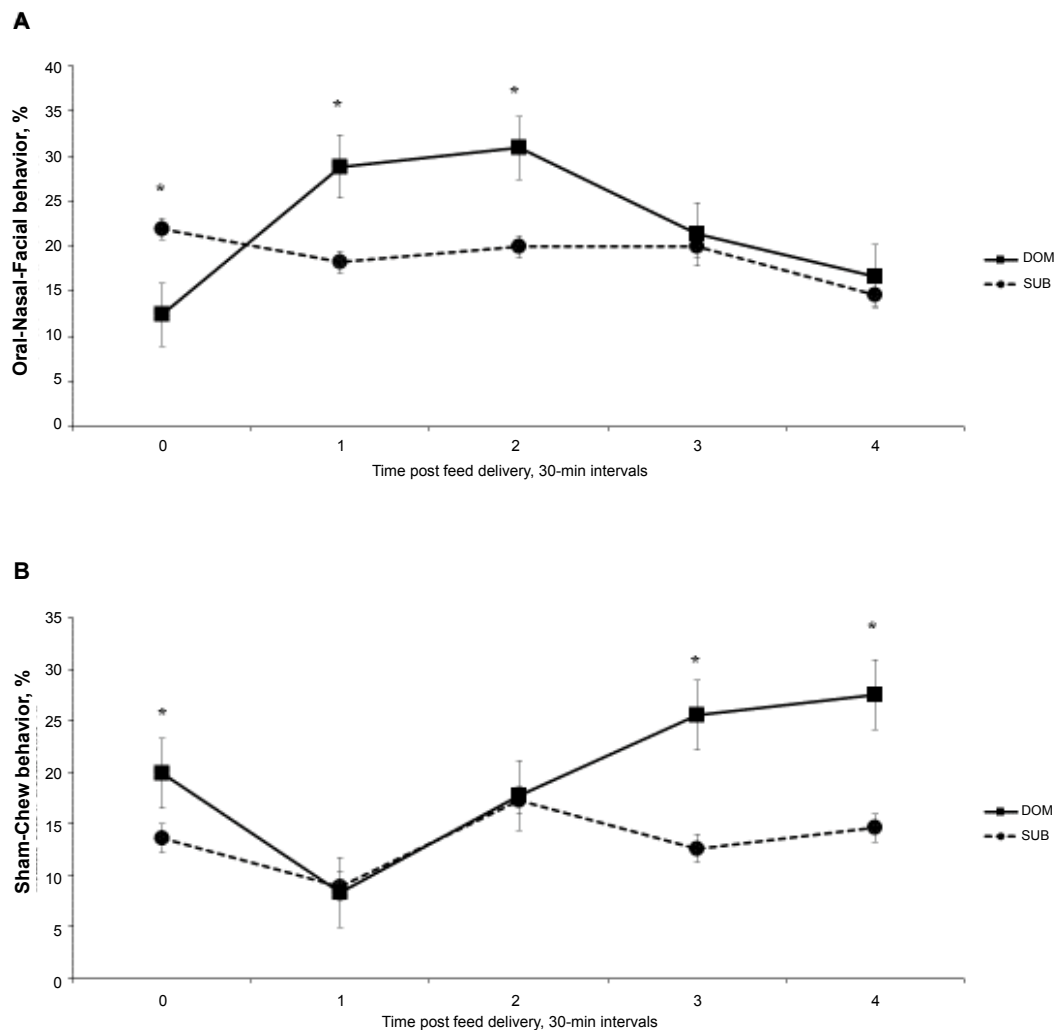 A
Oral-Nasal-Facial behavior, %
40
35
30
25
20
15
10
5
0
*
*
*
DOM
SUB
0 1 2 3 4
Time post feed delivery, 30-min intervals
B
Sham-Chew behavior, %
35
30
25
20
15
10
5
0
*
*
*
DOM
SUB
0 1 2 3 4
Time post feed delivery, 30-min intervals